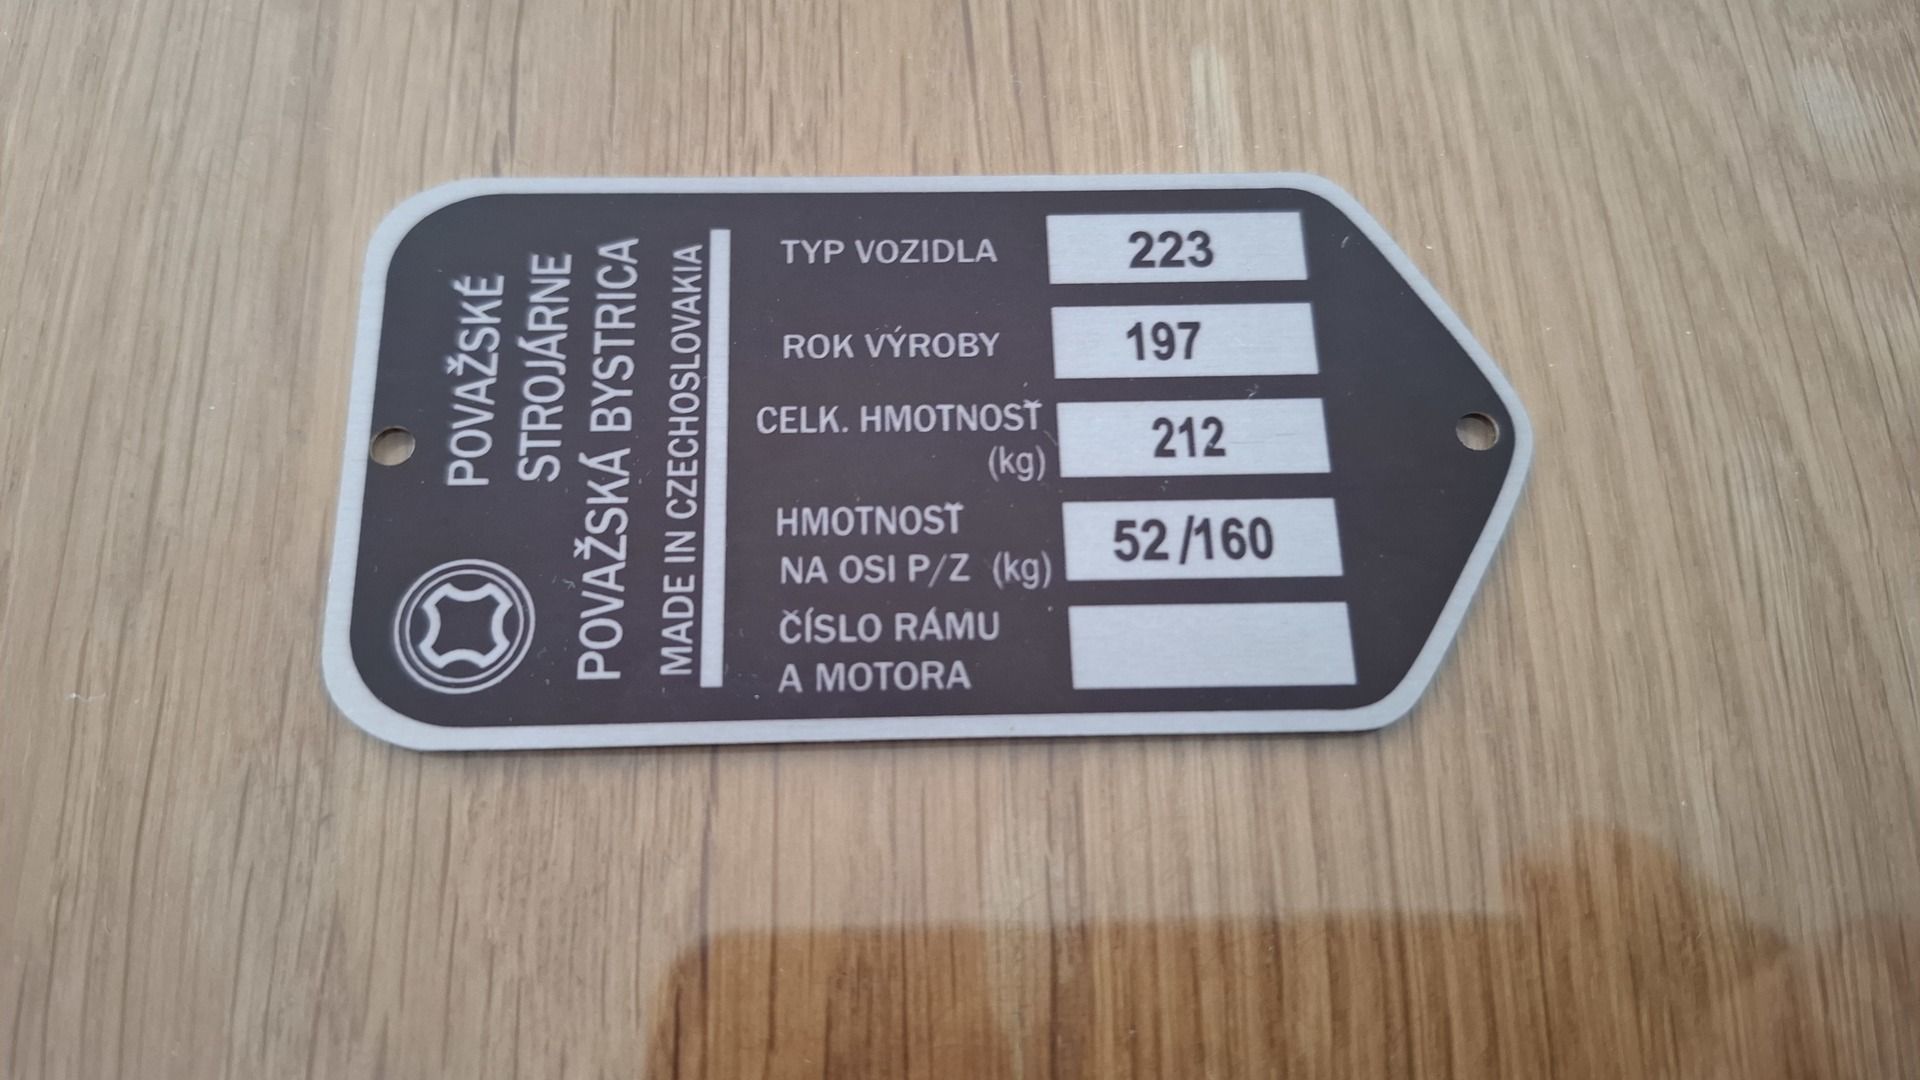 POVAŽSKÉ
STROJÁRNE
POVAŽSKÁ BYSTRICA
MADE IN CZECHOSLOVAKIA
TYP VOZIDLA 223
ROK VÝROBY 197
CELK. HMOTNOSŤ
(kg) 212
HMOTNOSŤ
NA OSI P/Z (kg) 52/160
ČÍSLO RÁMU
A MOTORA